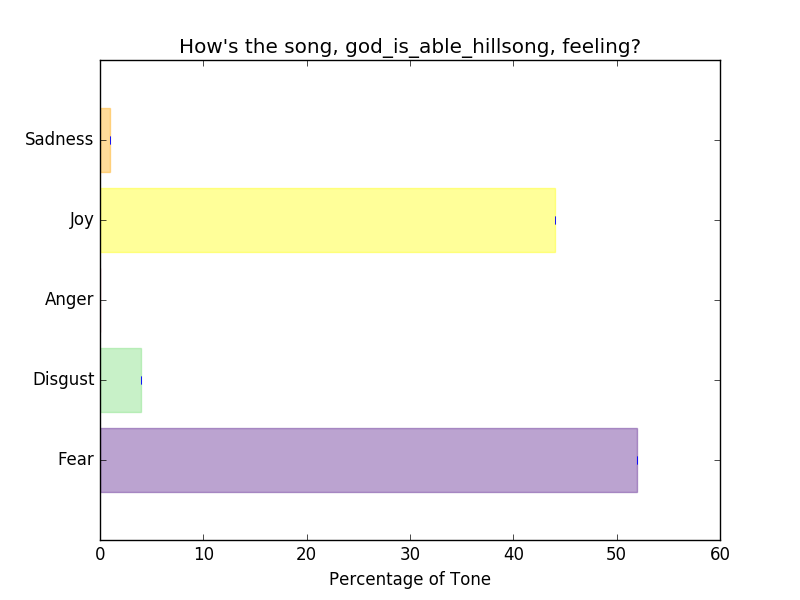 How's the song, god_is_able_hillsong, feeling?
Sadness
Joy
Anger
Disgust
Fear
0 10 20 30 40 50 60
Percentage of Tone